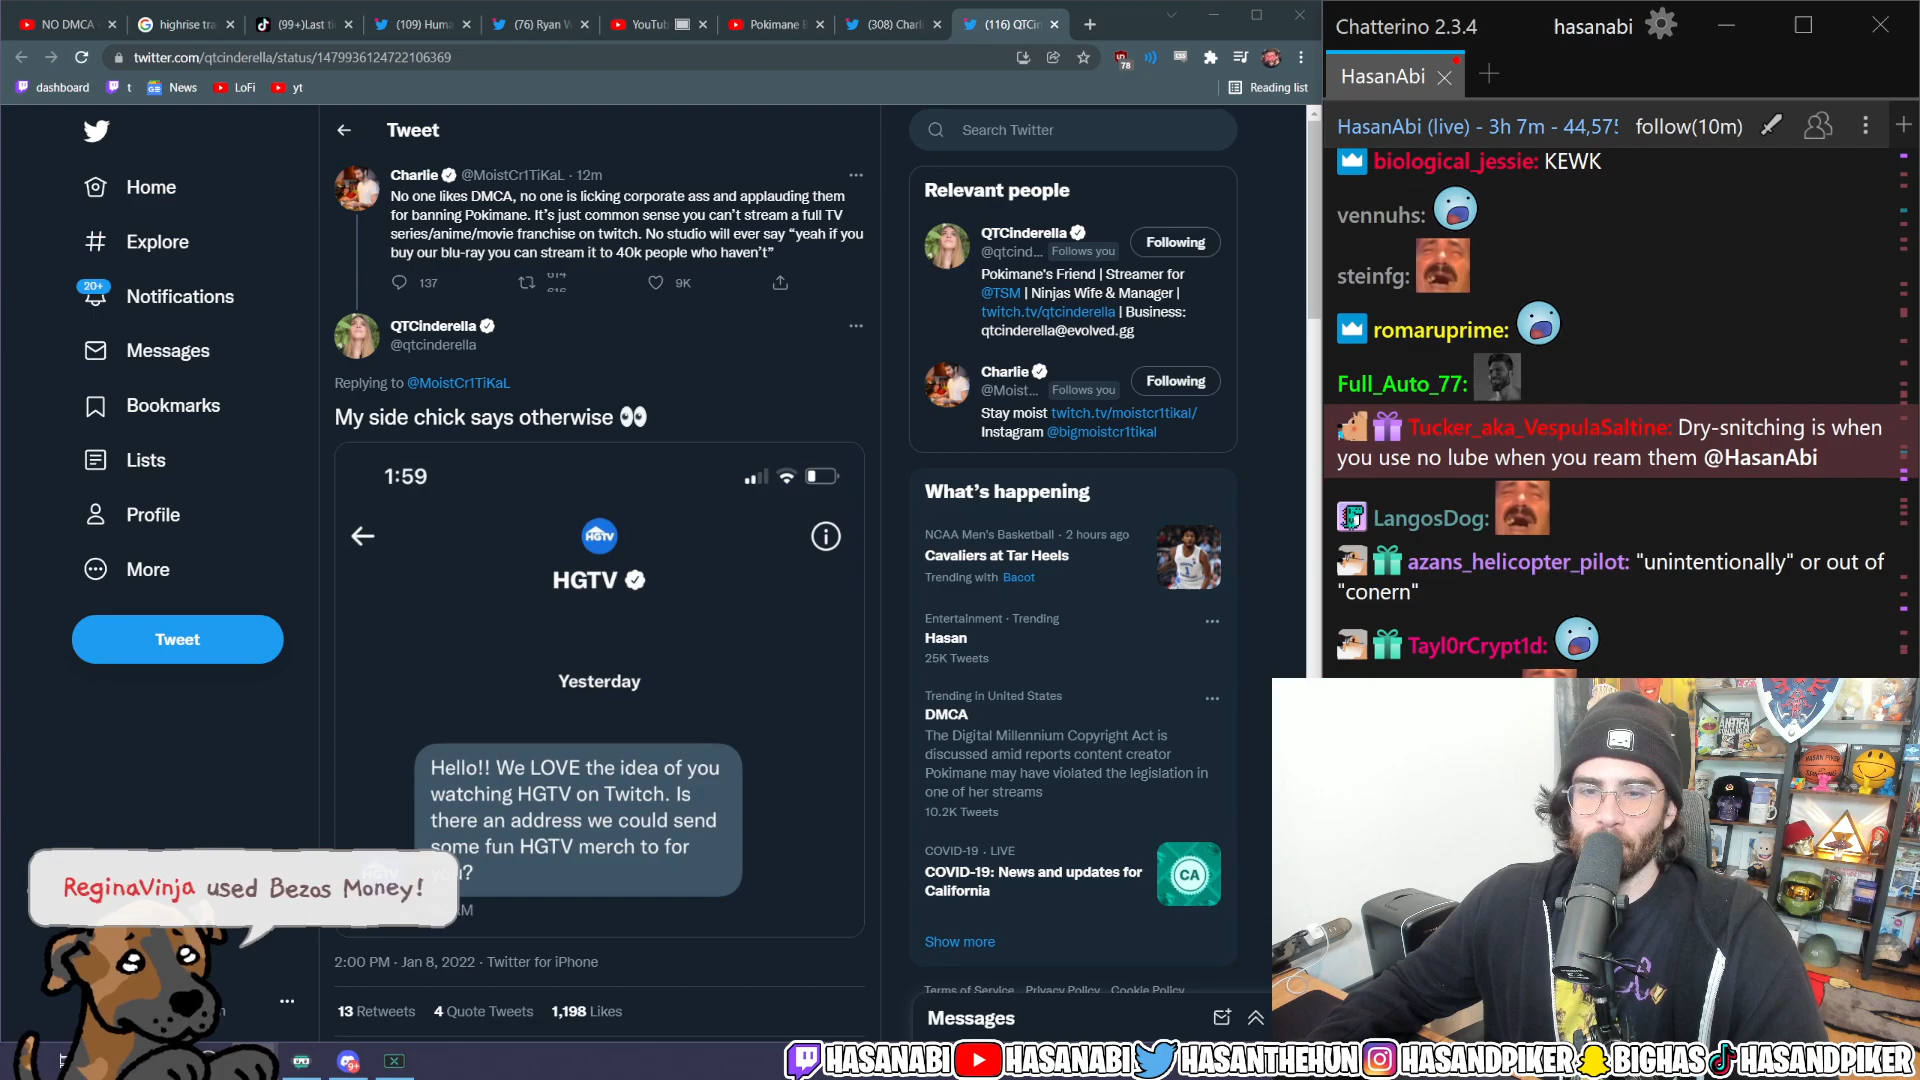 NO DMCA
highrise tra
(99+)Last ti
(109) Huma
(76) Ryan W
YouTub
Pokimane B
(308) Charli
(116) QTCin
twitter.com/qtcinderella/status/1479936124722106369
78
dashboard
t
News
LoFi
yt
Reading list
Home
Explore
20+
Notifications
Messages
Bookmarks
Lists
Profile
More
Tweet
Tweet
Charlie @MoistCr1TiKaL · 12m
No one likes DMCA, no one is licking corporate ass and applauding them
for banning Pokimane. It's just common sense you can't stream a full TV
series/anime/movie franchise on twitch. No studio will ever say “yeah if you
buy our blu-ray you can stream it to 40k people who haven't”
137
9K
QTCinderella
@qtcinderella
Replying to @MoistCr1TiKaL
My side chick says otherwise 👀
1:59
HGTV
HGTV
Yesterday
Hello!! We LOVE the idea of you
watching HGTV on Twitch. Is
there an address we could send
some fun HGTV merch to for
2:00 PM · Jan 8, 2022 · Twitter for iPhone
13 Retweets 4 Quote Tweets 1,198 Likes
Search Twitter
Relevant people
QTCinderella
@qtcind... Follows you
Following
Pokimane's Friend | Streamer for
@TSM | Ninjas Wife & Manager |
twitch.tv/qtcinderella | Business:
qtcinderella@evolved.gg
Charlie
@Moist... Follows you
Following
Stay moist twitch.tv/moistcr1tikal/
Instagram @bigmoistcr1tikal
What's happening
NCAA Men's Basketball · 2 hours ago
Cavaliers at Tar Heels
Trending with Bacot
Entertainment · Trending
Hasan
25K Tweets
Trending in United States
DMCA
The Digital Millennium Copyright Act is
discussed amid reports content creator
Pokimane may have violated the legislation in
one of her streams
10.2K Tweets
COVID-19 · LIVE
COVID-19: News and updates for
California
CA
Show more
Terms of Service Privacy Policy Cookie Policy
Messages
Chatterino 2.3.4
hasanabi
HasanAbi
HasanAbi (live) - 3h 7m - 44,575
follow(10m)
biological_jessie: KEWK
vennuhs:
steinfg:
romaruprime:
Full_Auto_77:
Tucker_aka_VespulaSaltine: Dry-snitching is when
you use no lube when you ream them @HasanAbi
LangosDog:
azans_helicopter_pilot: "unintentionally" or out of
"conern"
Tayl0rCrypt1d:
ReginaVinja used Bezos Money!
HASANABI HASANABI HASANTHEHUN HASANDPIKER BIGHAS HASANDPIKER